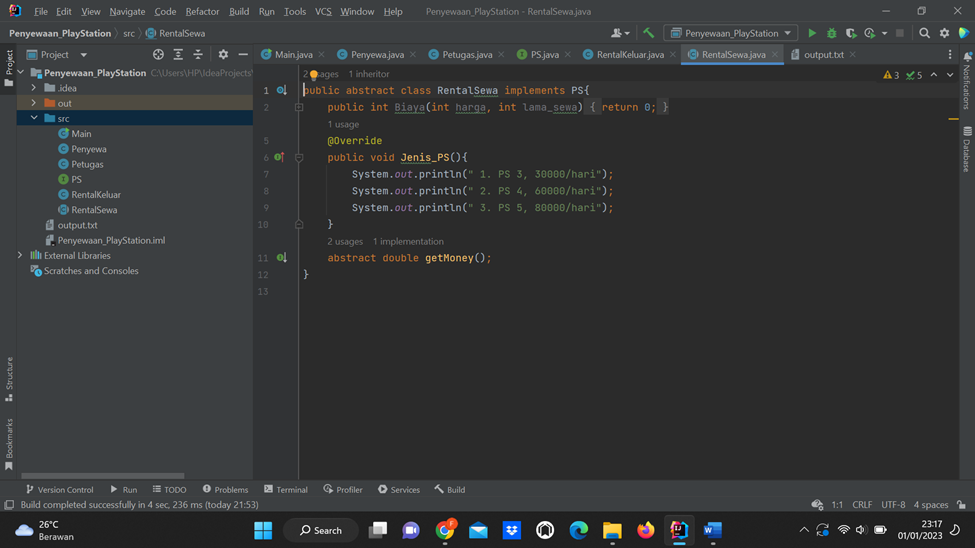 File Edit View Navigate Code Refactor Build Run Tools VCS Window Help Penyewaan_PlayStation - RentalSewa.java
Penyewaan_PlayStation src RentalSewa Penyewaan_PlayStation
Project
Main.java Penyewa.java Petugas.java PS.java RentalKeluar.java RentalSewa.java output.txt
Penyewaan_PlayStation C:\Users\HP\IdeaProjects\
.idea
out
src
Main
Penyewa
Petugas
PS
RentalKeluar
RentalSewa
output.txt
Penyewaan_PlayStation.iml
External Libraries
Scratches and Consoles
Project
Structure
Bookmarks
2 usages 1 inheritor
3 5
1 public abstract class RentalSewa implements PS{
2 public int Biaya(int harga, int lama_sewa) { return 0; }
1 usage
5 @Override
6 public void Jenis_PS(){
7 System.out.println(" 1. PS 3, 30000/hari");
8 System.out.println(" 2. PS 4, 60000/hari");
9 System.out.println(" 3. PS 5, 80000/hari");
10 }
2 usages 1 implementation
11 abstract double getMoney();
12 }
13
Notifications
Database
Version Control Run TODO Problems Terminal Profiler Services Build
Build completed successfully in 4 sec, 236 ms (today 21:53) 1:1 CRLF UTF-8 4 spaces
26°C
Berawan
Search
23:17
01/01/2023